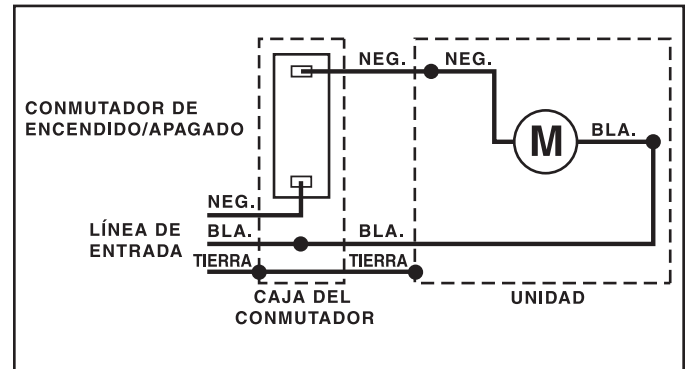 NEG. NEG.
CONMUTADOR DE
ENCENDIDO/APAGADO
M
BLA.
NEG.
LÍNEA DE
ENTRADA
BLA. BLA.
TIERRA TIERRA
CAJA DEL
CONMUTADOR
UNIDAD